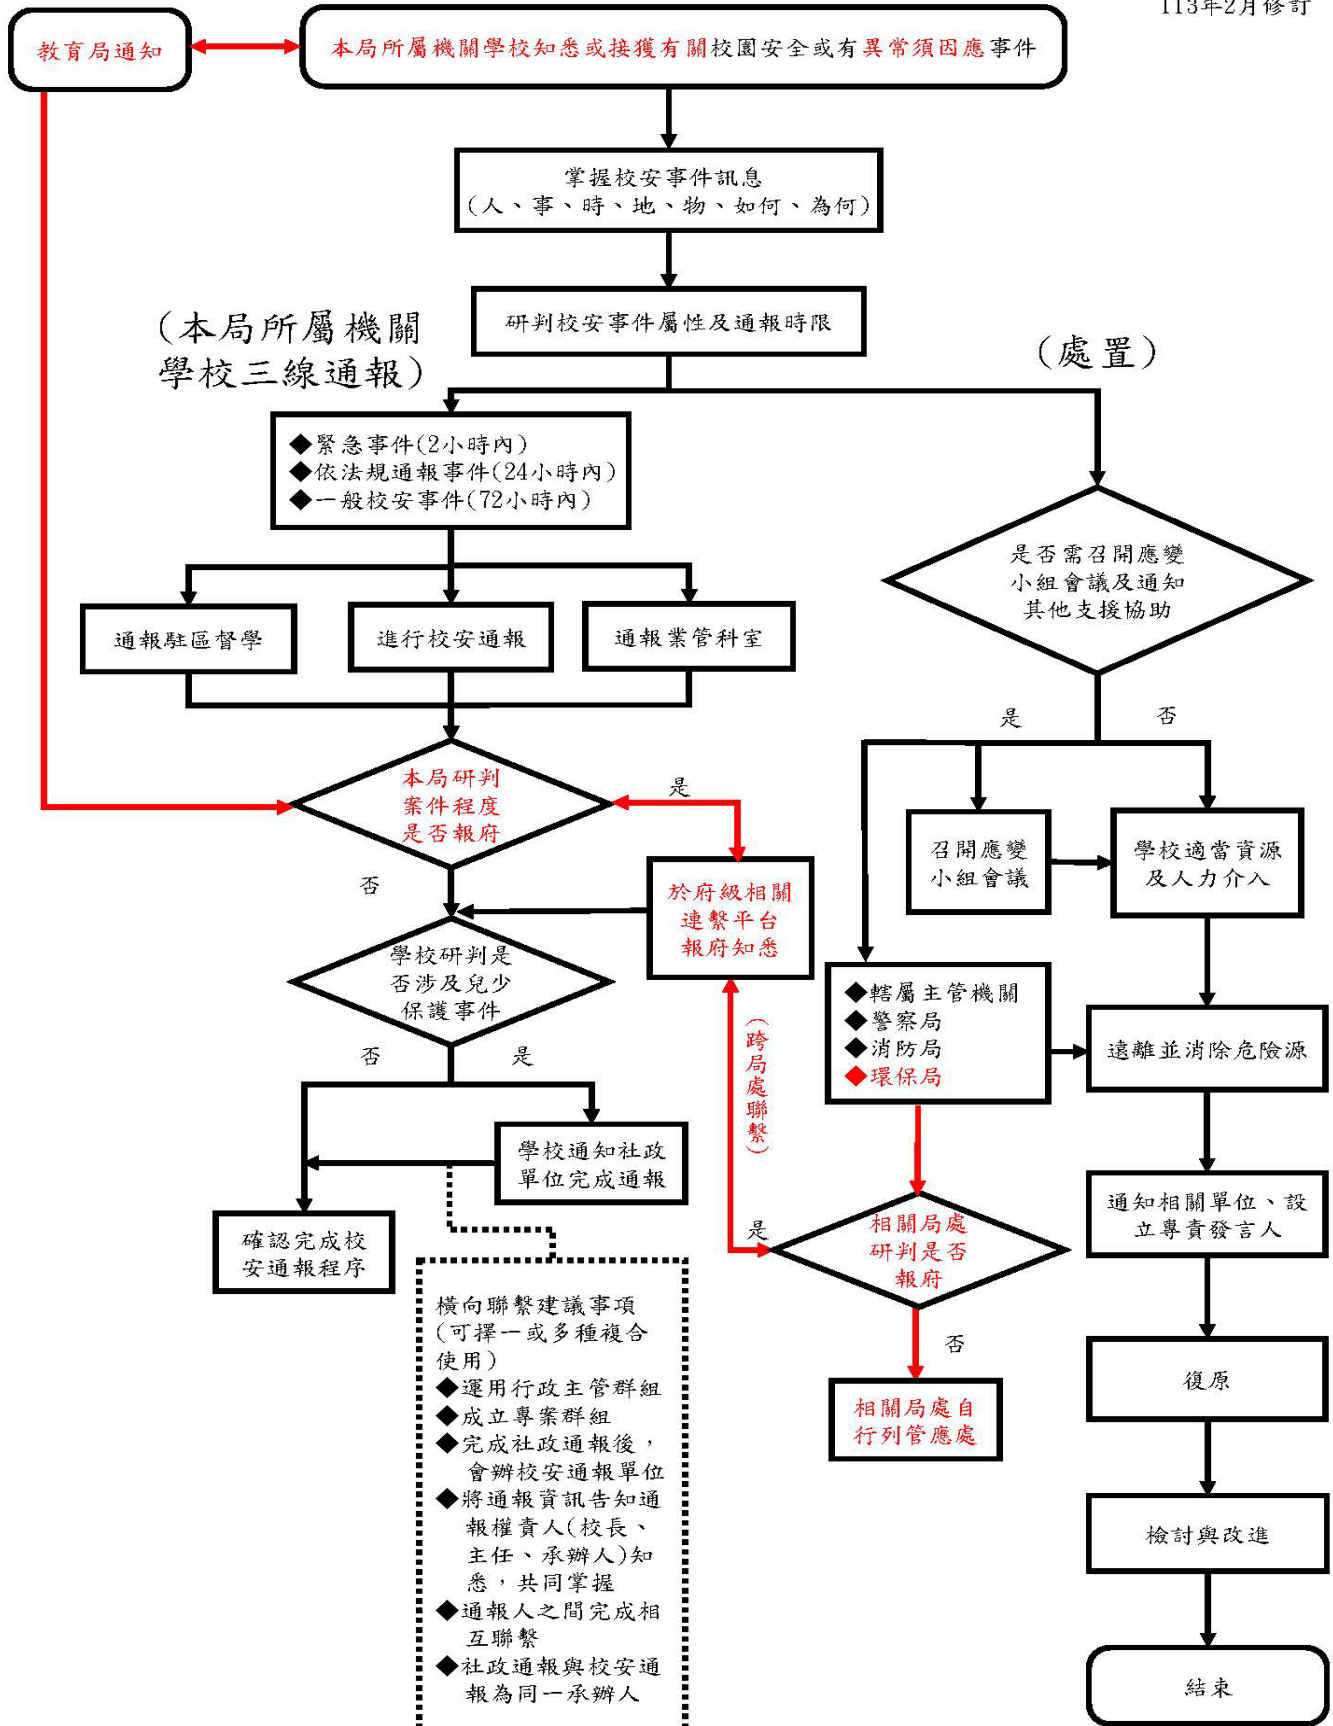 113年2月修訂
教育局通知
本局所屬機關學校知悉或接獲有關校園安全或有異常須因應事件
掌握校安事件訊息
(人、事、時、地、物、如何、為何)
研判校安事件屬性及通報時限
(本局所屬機關
學校三線通報)
(處置)
◆緊急事件(2小時內)
◆依法規通報事件(24小時內)
◆一般校安事件(72小時內)
是否需召開應變
小組會議及通知
其他支援協助
通報駐區督學
進行校安通報
通報業管科室
是
否
本局研判
案件程度
是否報府
是
否
召開應變
小組會議
學校適當資源
及人力介入
於府級相關
連繫平台
報府知悉
學校研判是
否涉及兒少
保護事件
否
是
◆轄屬主管機關
◆警察局
◆消防局
◆環保局
遠離並消除危險源
(跨局處聯繫)
學校通知社政
單位完成通報
確認完成校
安通報程序
是
相關局處
研判是否
報府
否
通知相關單位、設
立專責發言人
橫向聯繫建議事項
(可擇一或多種複合
使用)
◆運用行政主管群組
◆成立專案群組
◆完成社政通報後，
會辦校安通報單位
◆將通報資訊告知通
報權責人(校長、
主任、承辦人)知
悉，共同掌握
◆通報人之間完成相
互聯繫
◆社政通報與校安通
報為同一承辦人
相關局處自
行列管應處
復原
檢討與改進
結束